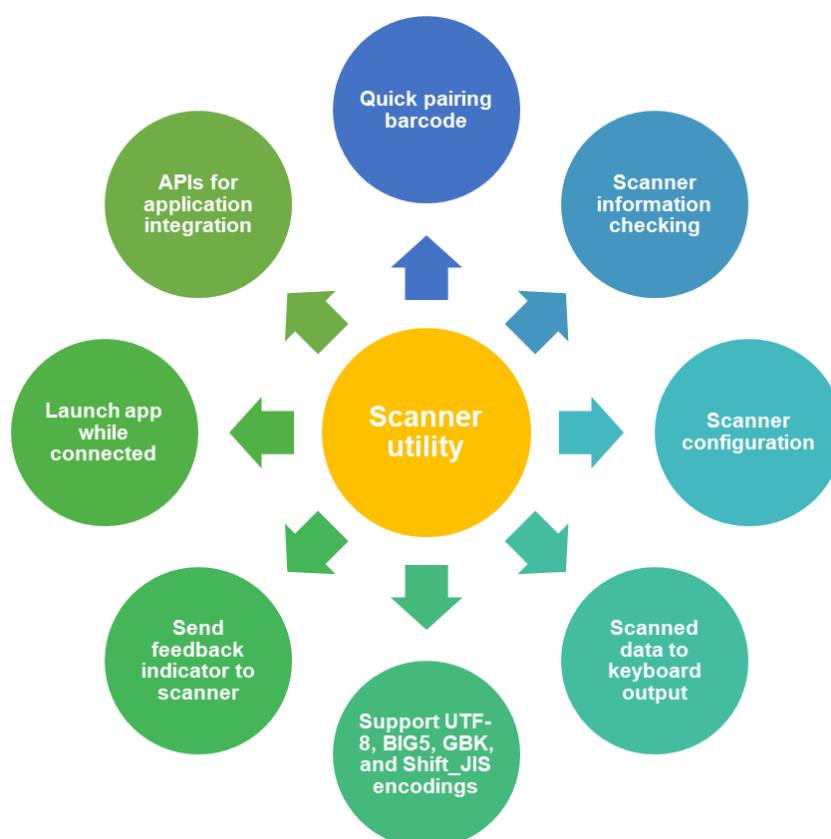 Quick pairing
barcode
Scanner
information
checking
Scanner
configuration
Scanned
data to
keyboard
output
Support UTF-
8, BIG5, GBK,
and Shift_JIS
encodings
Send
feedback
indicator to
scanner
Launch app
while
connected
APIs for
application
integration
Scanner
utility